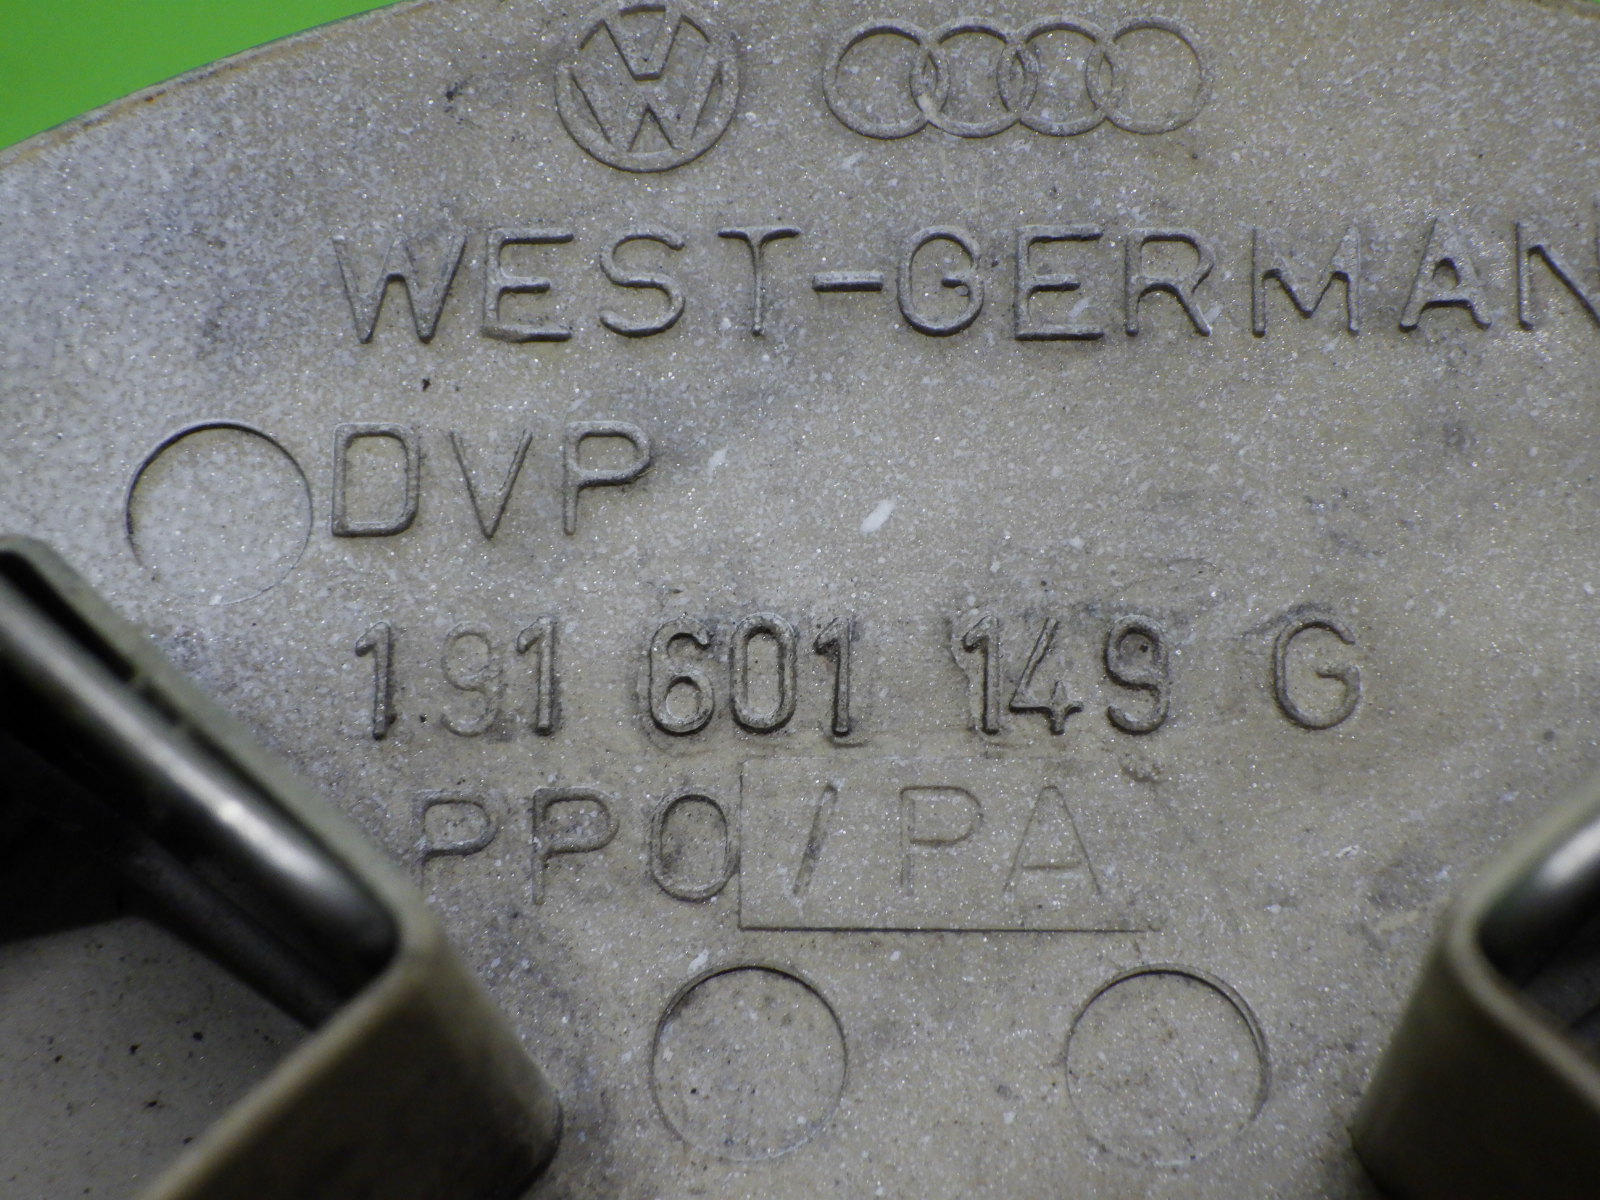 WEST-GERMAN
DVP
191 601 149 G
PPO/PA